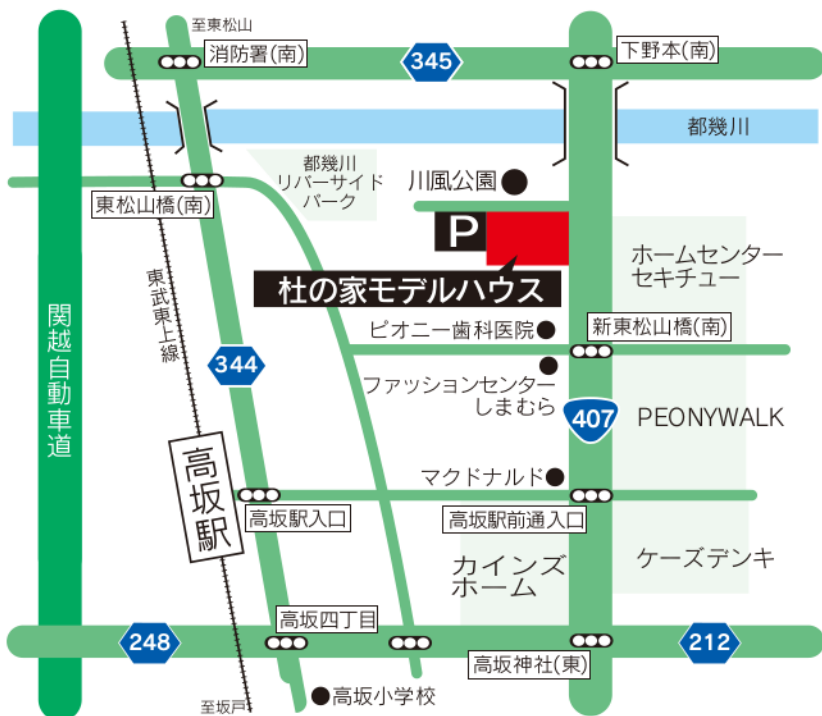 至東松山
消防署(南)
345
下野本(南)
都幾川
都幾川
リバーサイド
パーク
川風公園
東松山橋(南)
P
ホームセンター
セキチュー
杜の家モデルハウス
東武東上線
関越自動車道
ピオニー歯科医院
新東松山橋(南)
344
ファッションセンター
しまむら
407
PEONYWALK
高坂駅
マクドナルド
高坂駅入口
高坂駅前通入口
カインズ
ホーム
ケーズデンキ
248
高坂四丁目
高坂神社(東)
212
高坂小学校
至坂戸